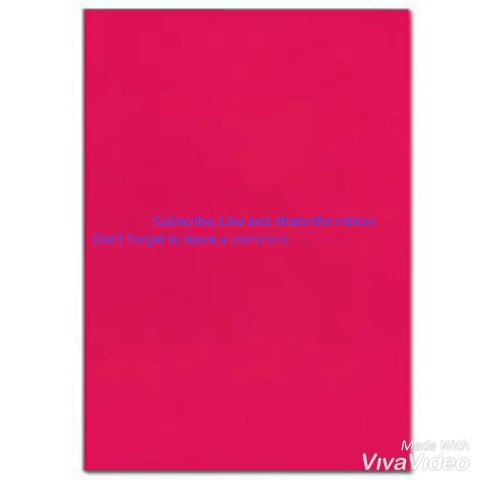 Subscribe, Like and share the videos
Don't forget to leave a comment
Made With
VivaVideo